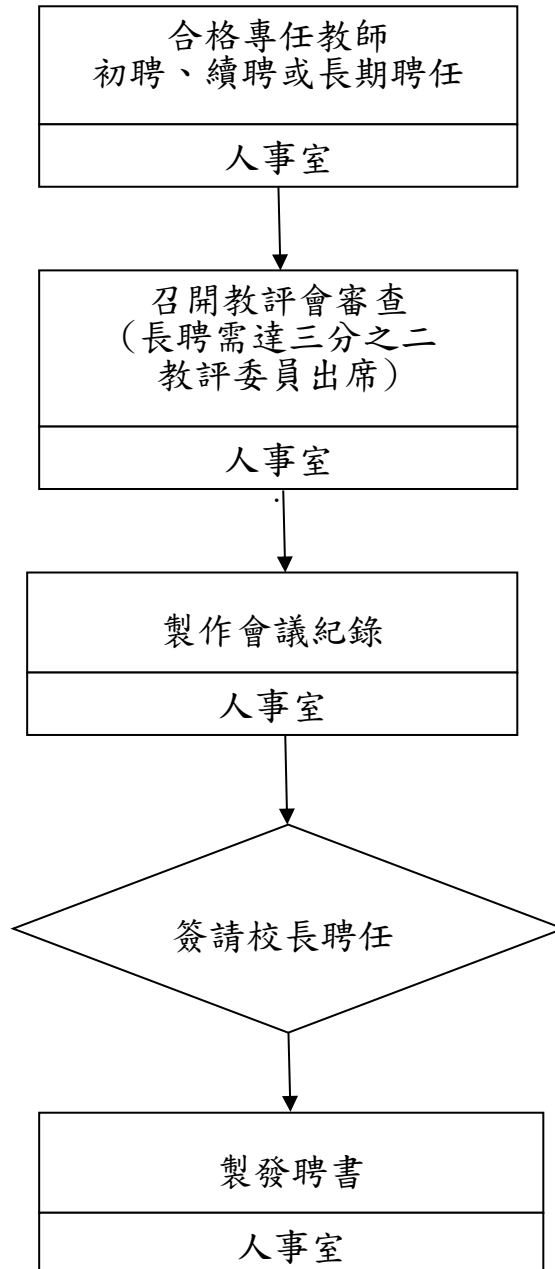 合格專任教師
初聘、續聘或長期聘任
人事室
召開教評會審查
(長聘需達三分之二
教評委員出席)
人事室
.
製作會議紀錄
人事室
簽請校長聘任
製發聘書
人事室